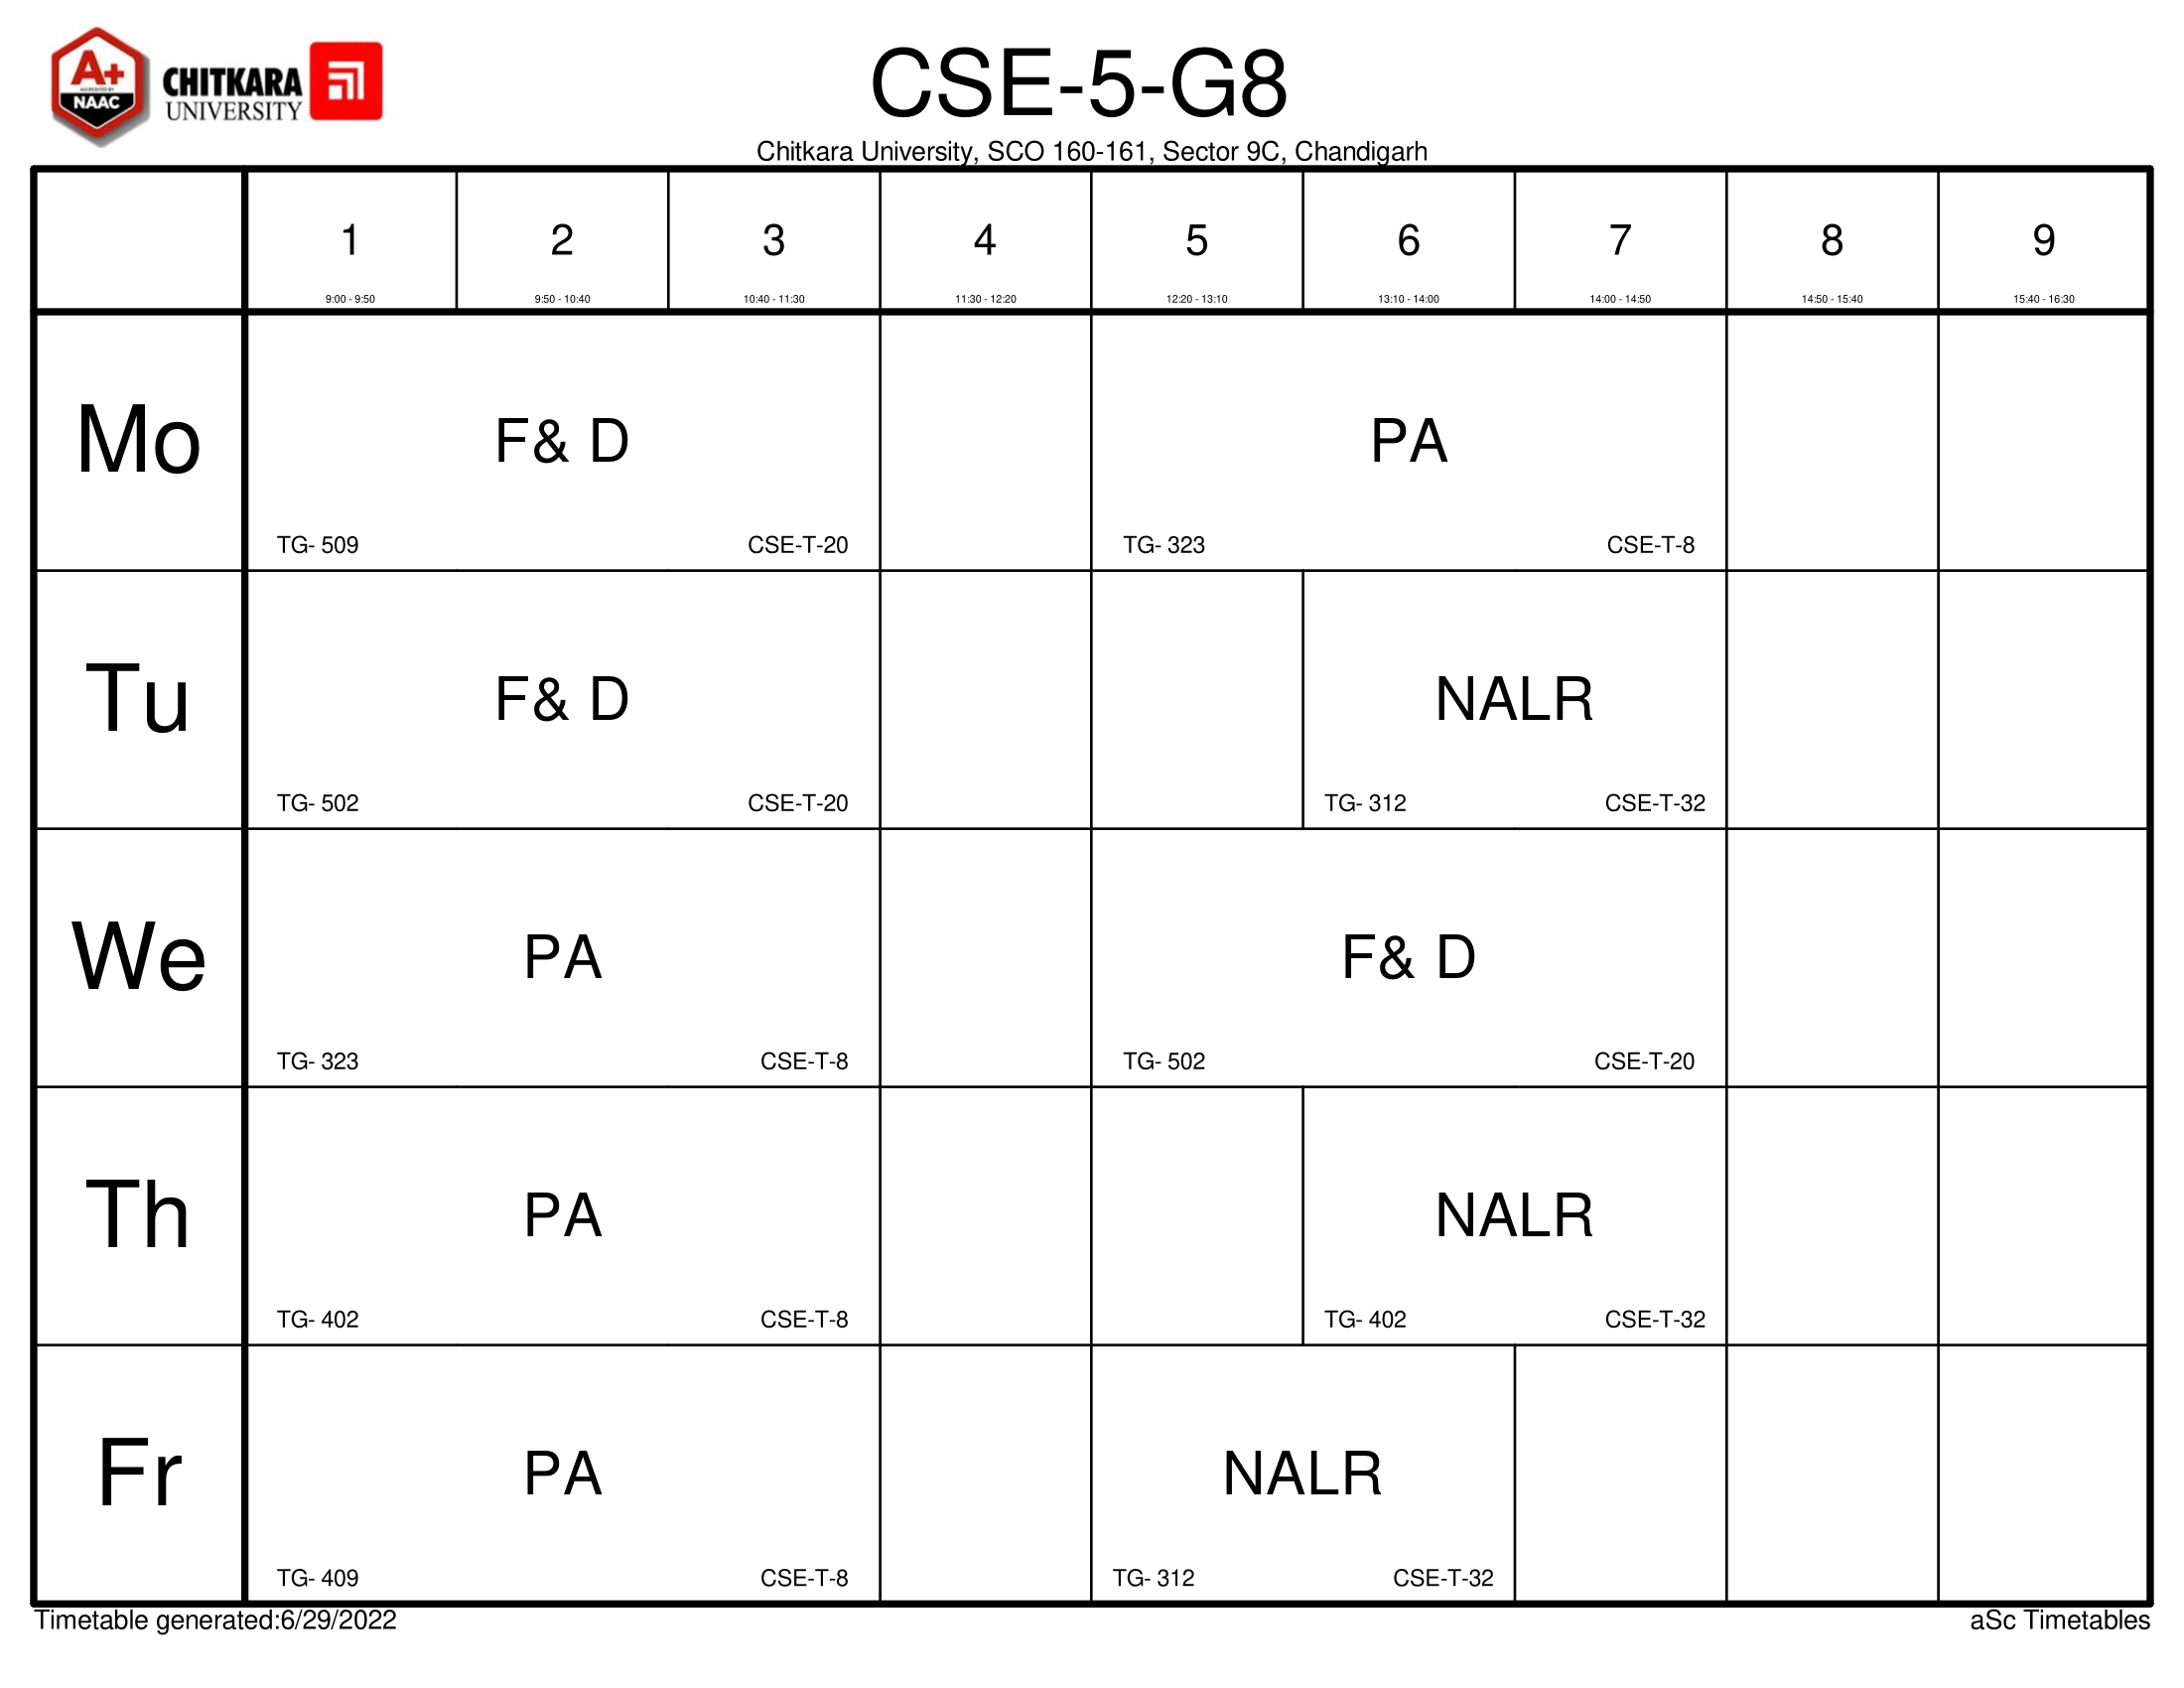 A+
ACCREDITED BY
NAAC
CHITKARA
UNIVERSITY
CSE-5-G8
Chitkara University, SCO 160-161, Sector 9C, Chandigarh
1 2 3 4 5 6 7 8 9
9:00 - 9:50 9:50 - 10:40 10:40 - 11:30 11:30 - 12:20 12:20 - 13:10 13:10 - 14:00 14:00 - 14:50 14:50 - 15:40 15:40 - 16:30
Mo F& D PA
TG- 509 CSE-T-20 TG- 323 CSE-T-8
Tu F& D NALR
TG- 502 CSE-T-20 TG- 312 CSE-T-32
We PA F& D
TG- 323 CSE-T-8 TG- 502 CSE-T-20
Th PA NALR
TG- 402 CSE-T-8 TG- 402 CSE-T-32
Fr PA NALR
TG- 409 CSE-T-8 TG- 312 CSE-T-32
Timetable generated:6/29/2022 aSc Timetables